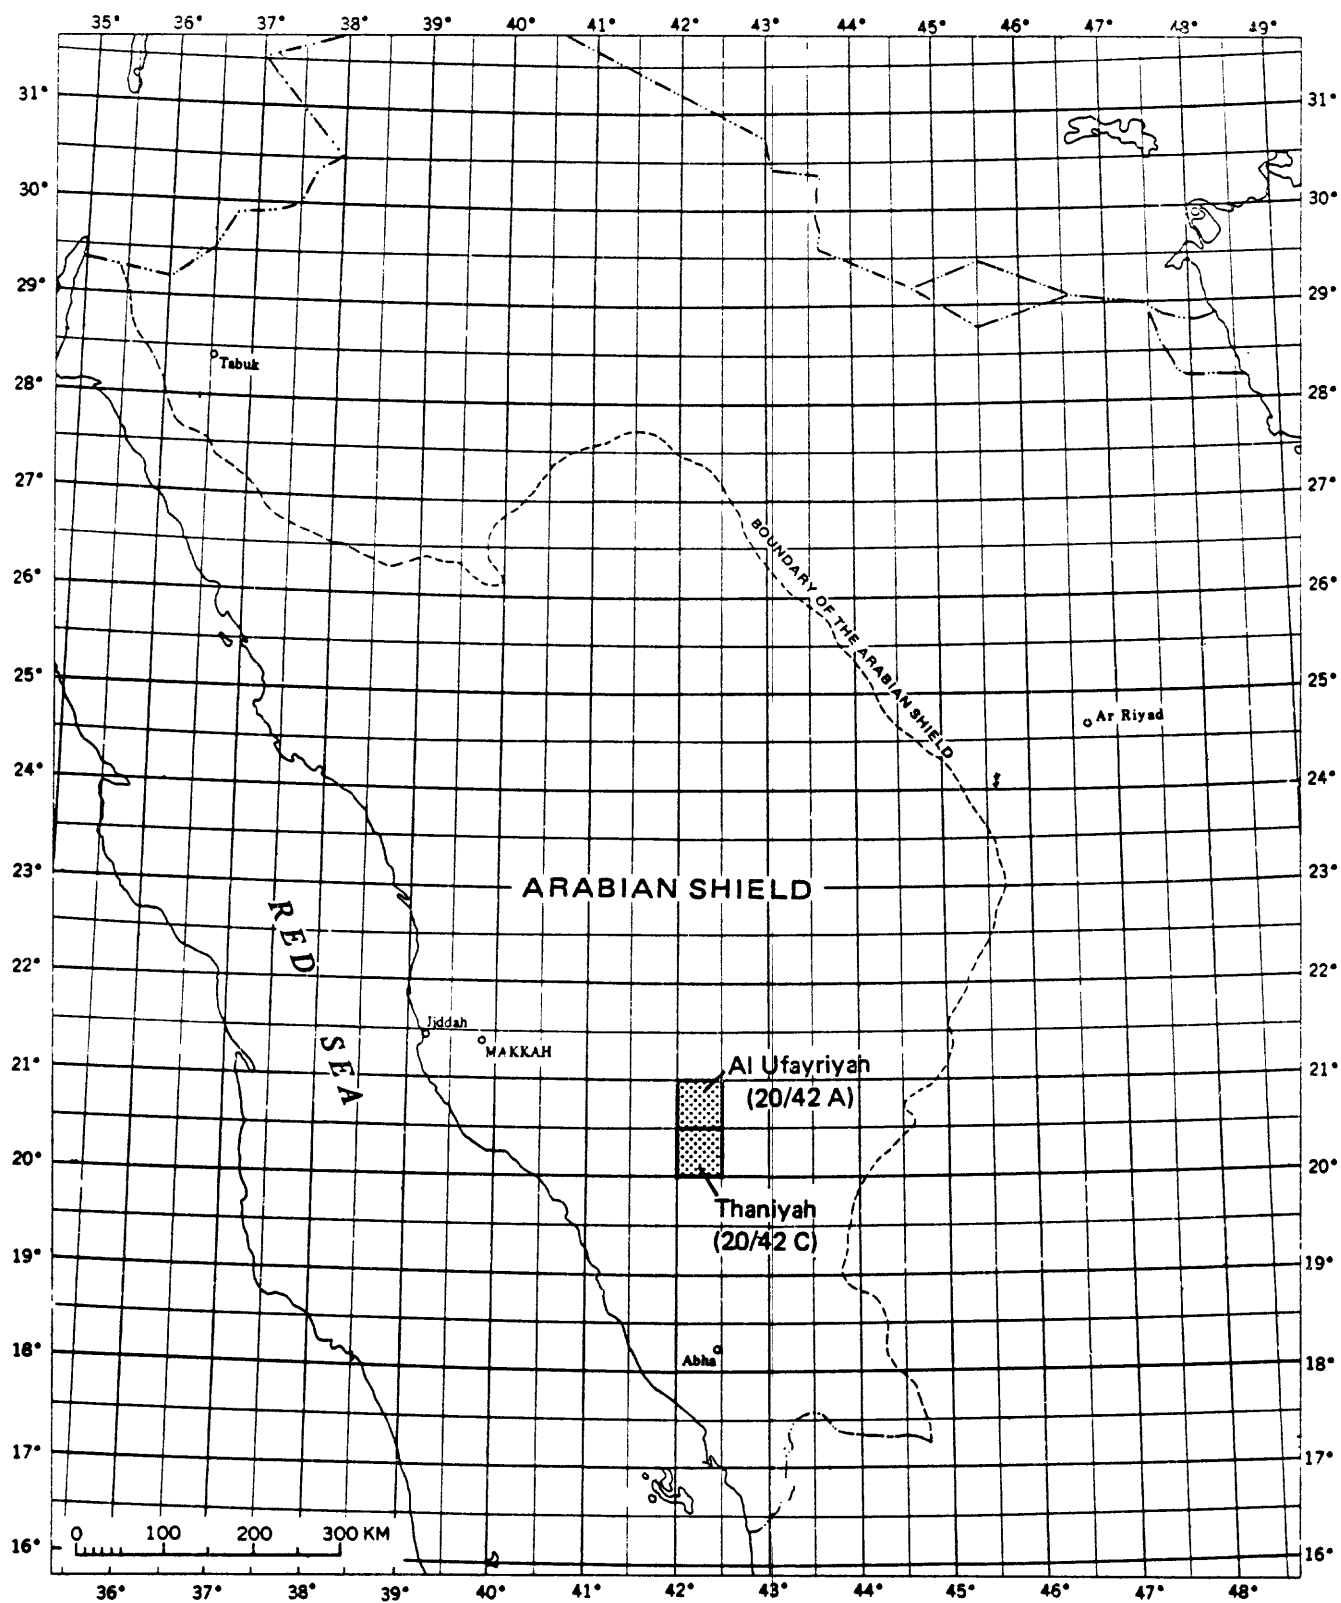 35° 36° 37° 38° 39° 40° 41° 42° 43° 44° 45° 46° 47° 48° 49°
31° 31°
30° 30°
29° 29°
Tabuk
28° 28°
27° 27°
BOUNDARY OF THE ARABIAN SHIELD
26° 26°
25° 25°
Ar Riyad
24° 24°
23° 23°
ARABIAN SHIELD
RED
SEA
22° 22°
Jiddah
MAKKAH
21° 21°
Al Ufayriyah
(20/42 A)
20° 20°
Thaniyah
(20/42 C)
19° 19°
18° 18°
Abha
17° 17°
0 100 200 300 KM
16° 16°
36° 37° 38° 39° 40° 41° 42° 43° 44° 45° 46° 47° 48°